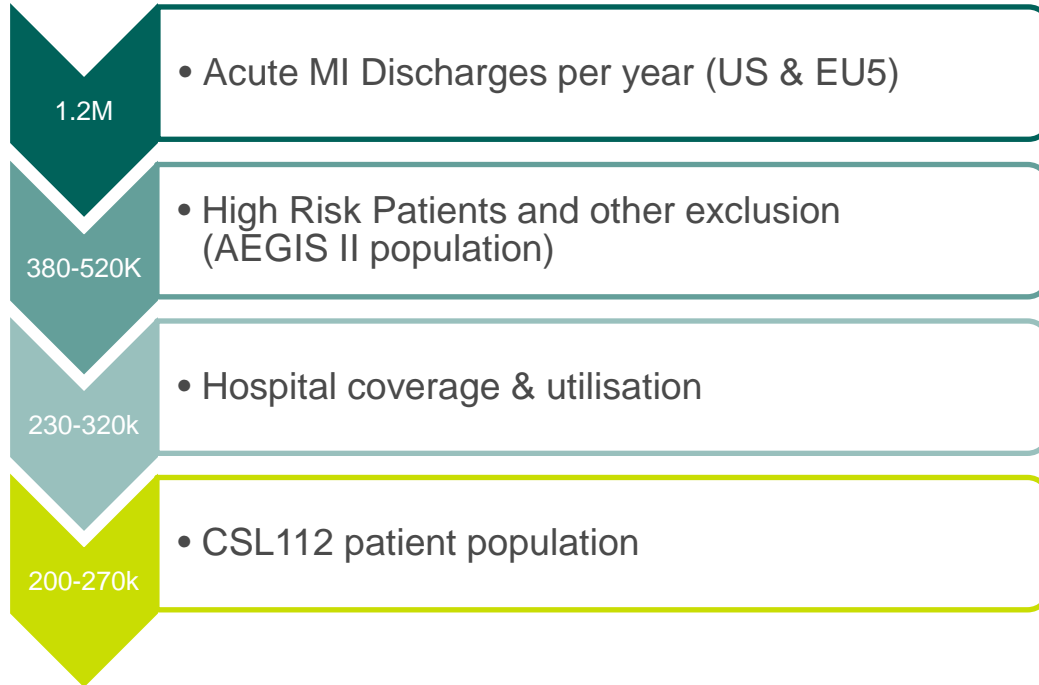 1.2M
• Acute MI Discharges per year (US & EU5)
380-520K
• High Risk Patients and other exclusion
(AEGIS II population)
230-320k
• Hospital coverage & utilisation
200-270k
• CSL112 patient population